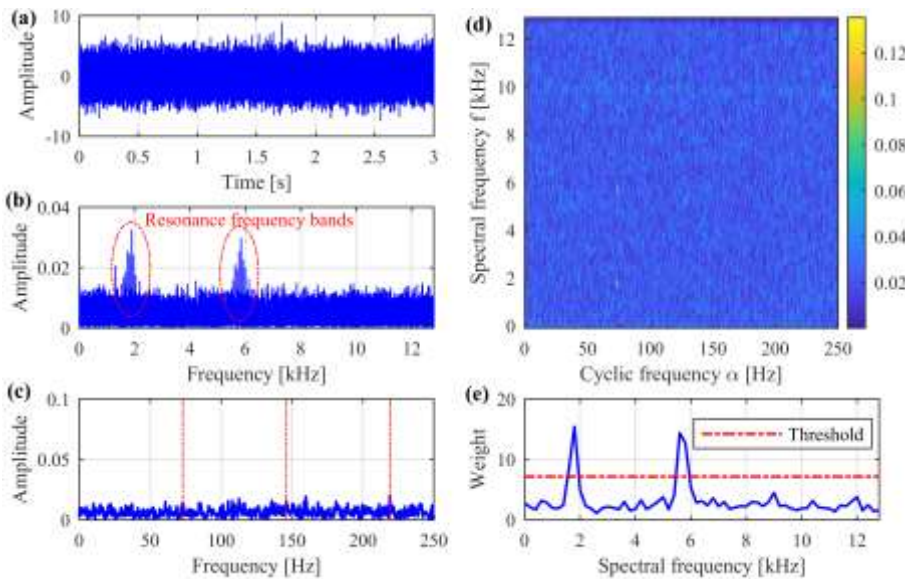 (a)
10
0
-10
Amplitude
0 0.5 1 1.5 2 2.5 3
Time [s]
(b)
0.04
0.02
0
Amplitude
Resonance frequency bands
0 2 4 6 8 10 12
Frequency [kHz]
(c)
0.1
0.05
0
Amplitude
0 50 100 150 200 250
Frequency [Hz]
(d)
12
10
8
6
4
2
0
Spectral frequency f [kHz]
0 50 100 150 200 250
Cyclic frequency α [Hz]
0.12
0.1
0.08
0.06
0.04
0.02
(e)
20
10
0
Weight
Threshold
0 2 4 6 8 10 12
Spectral frequency [kHz]